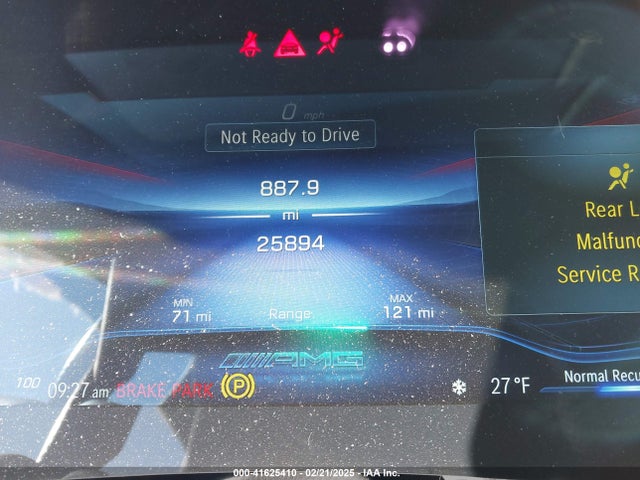 0 mph
Not Ready to Drive
887.9
mi
25894
Rear L
Malfunc
Service R
MIN
71 mi
Range
MAX
121 mi
AMG
100
09:27 am BRAKE PARK
P
27 °F
Normal Recu
000-41625410 - 02/21/2025 - IAA Inc.